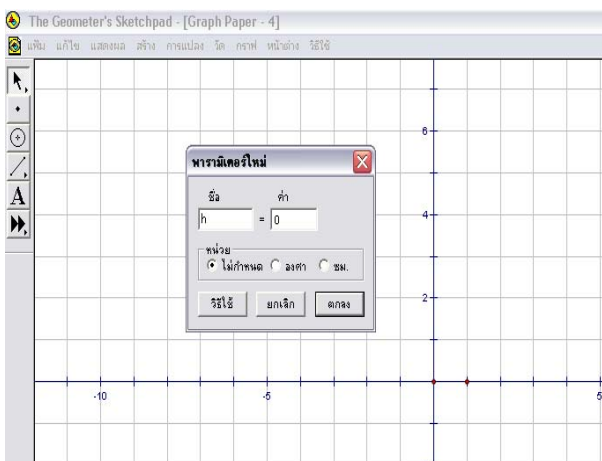 The Geometer's Sketchpad - [Graph Paper - 4]
แฟ้ม แก้ไข แสดงผล สร้าง การแปลง วัด กราฟ หน้าต่าง วิธีใช้
A
6
พารามิเตอร์ใหม่
ชื่อ ค่า
h = 0
4
หน่วย
ไม่กำหนด องศา ซม.
วิธีใช้ ยกเลิก ตกลง
2
-10 -5 5